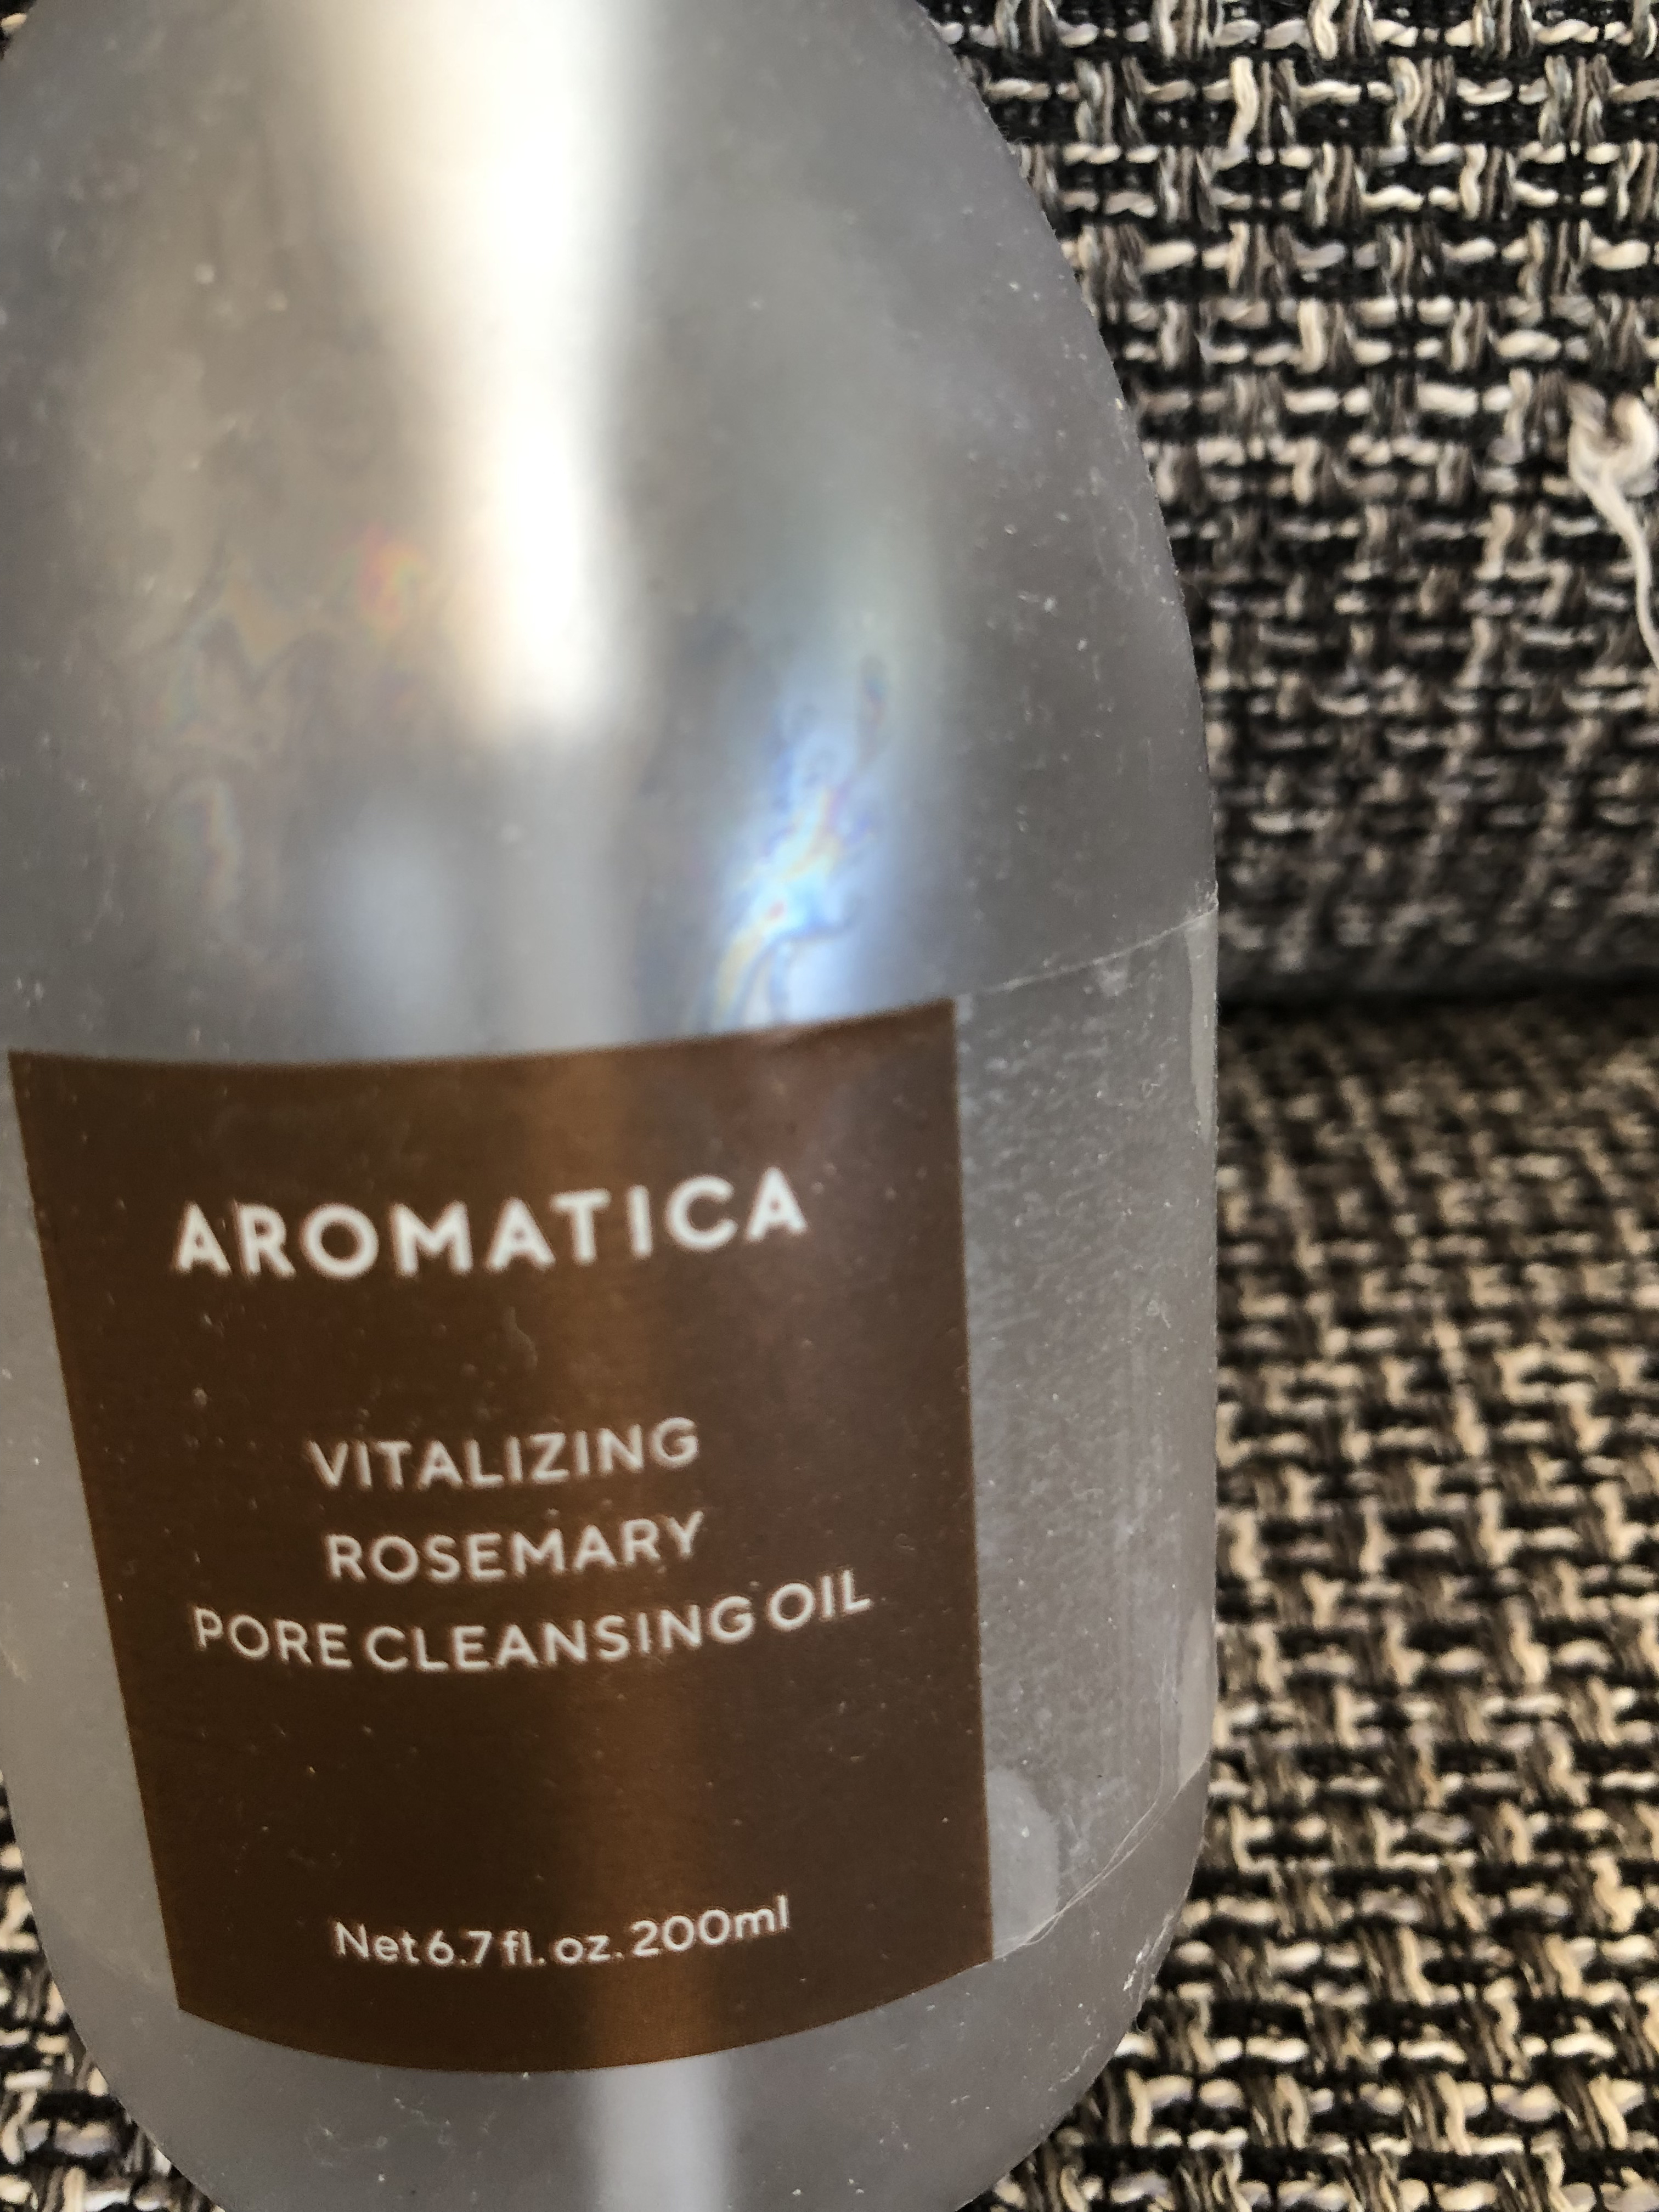 AROMATICA
VITALIZING
ROSEMARY
PORE CLEANSING OIL
Net 6.7 fl. oz. 200ml